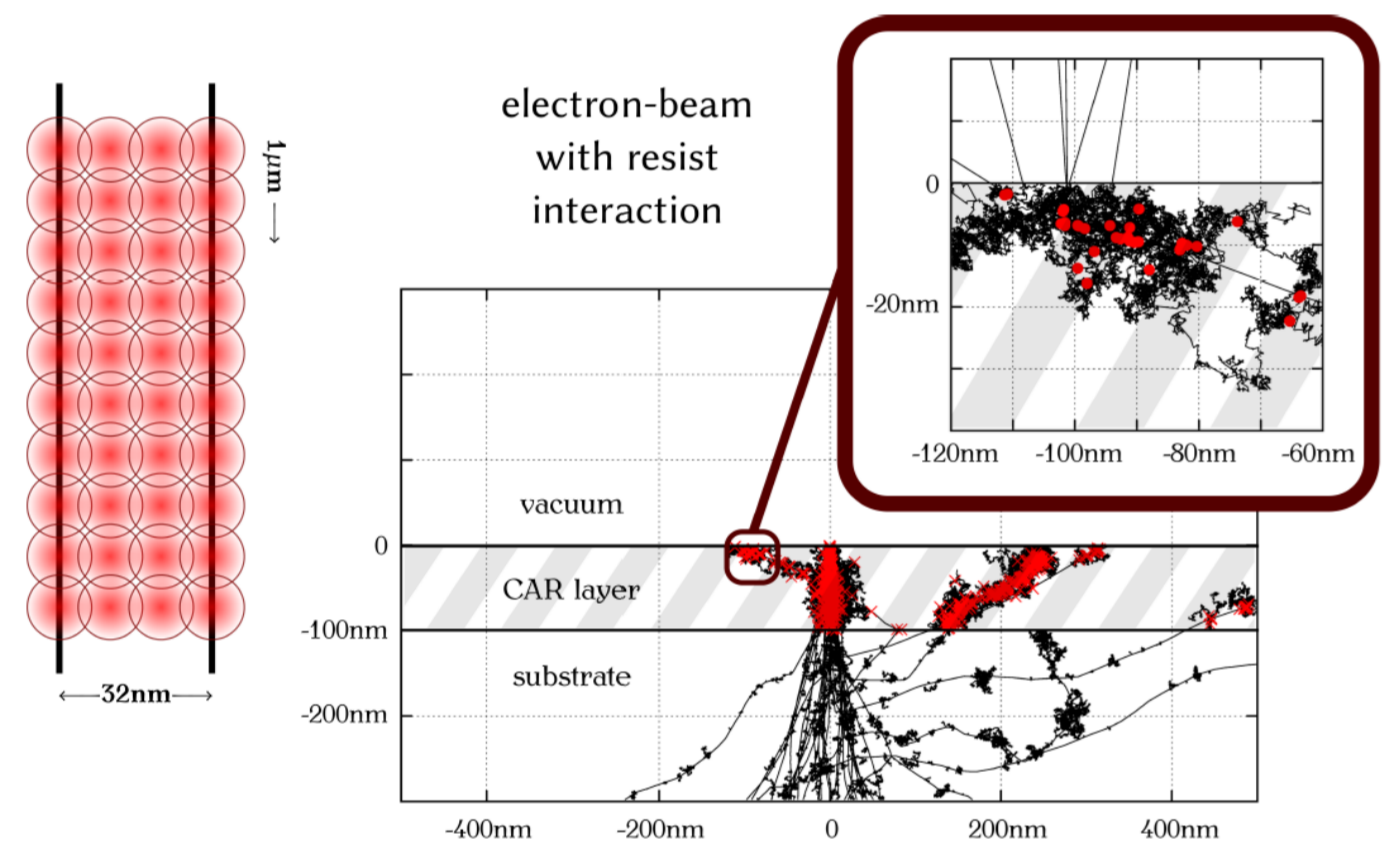 1μm
32nm
electron-beam
with resist
interaction
0
-20nm
-120nm
-100nm
-80nm
-60nm
vacuum
0
CAR layer
-100nm
substrate
-200nm
-400nm
-200nm
0
200nm
400nm